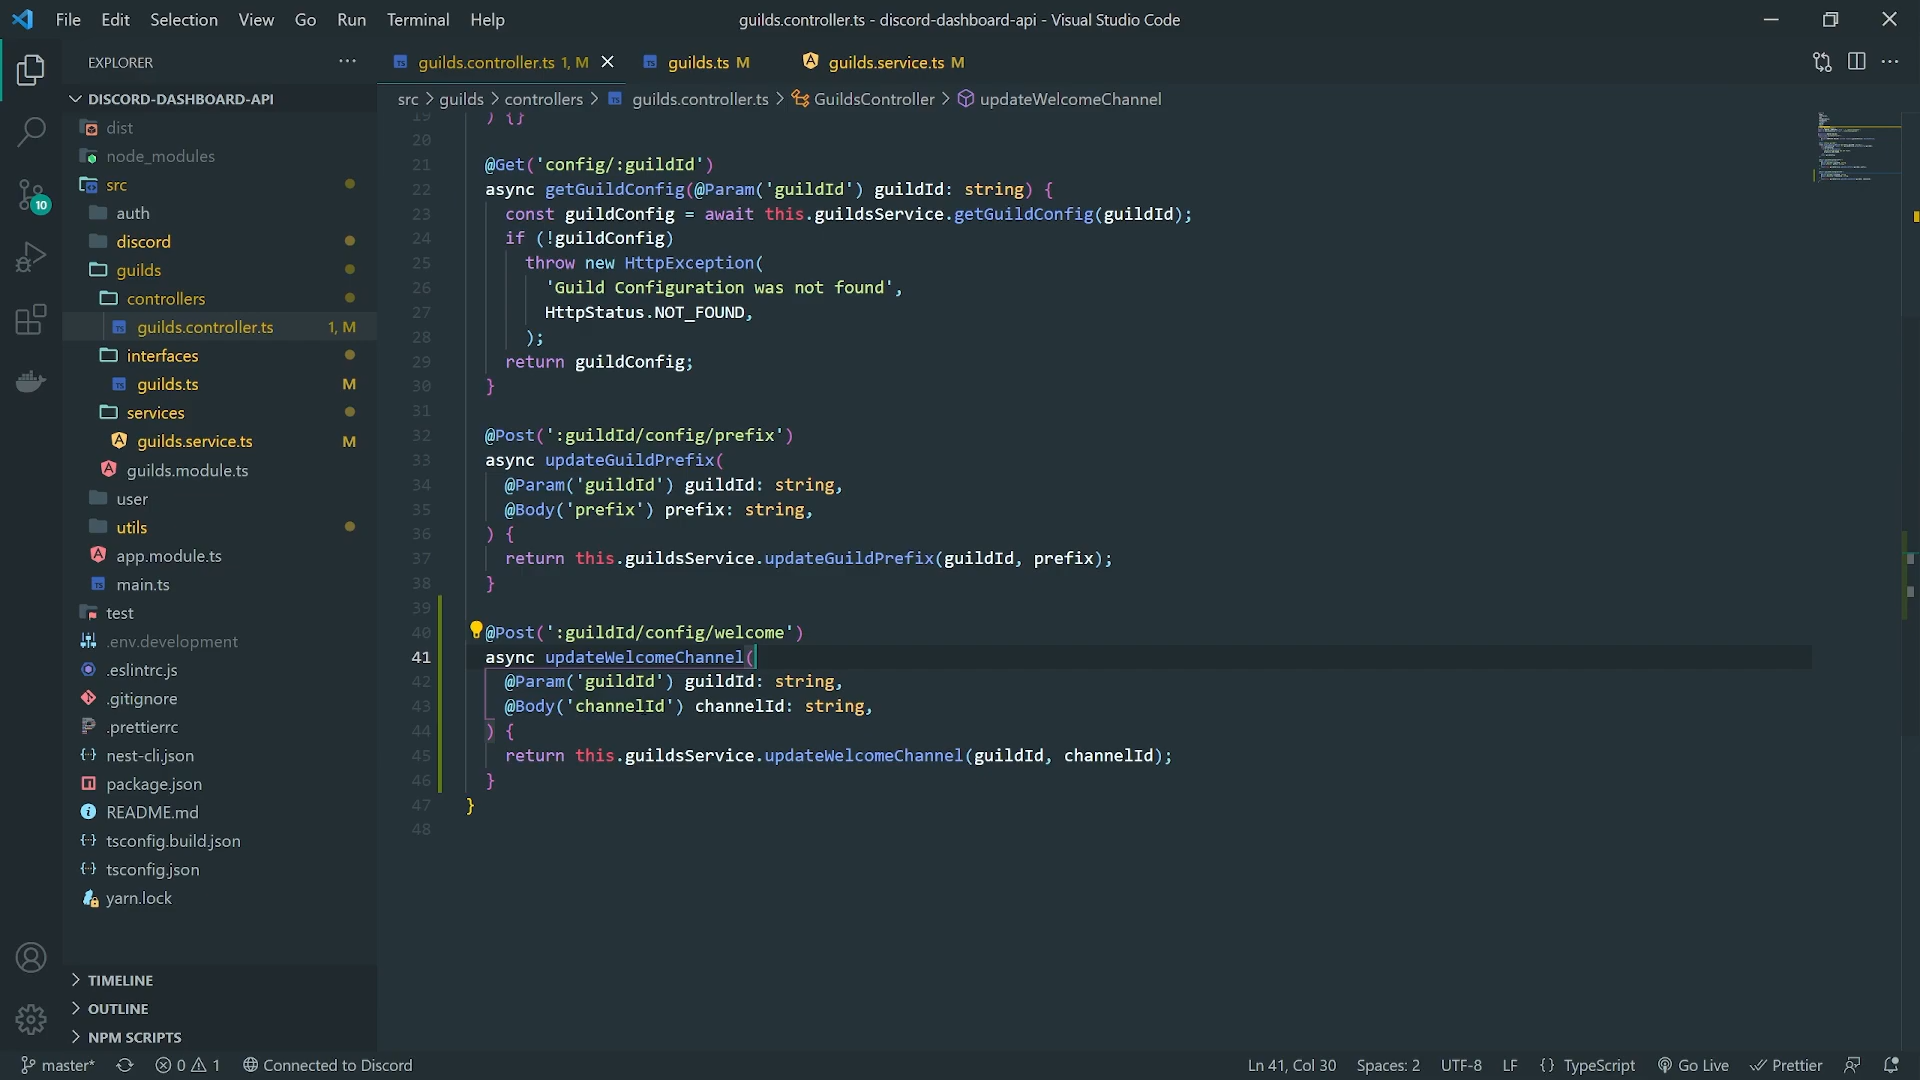 File Edit Selection View Go Run Terminal Help
guilds.controller.ts - discord-dashboard-api - Visual Studio Code
EXPLORER
guilds.controller.ts 1, M
guilds.ts M
guilds.service.ts M
DISCORD-DASHBOARD-API
src > guilds > controllers > guilds.controller.ts > GuildsController > updateWelcomeChannel
dist
node_modules
src
auth
discord
guilds
controllers
guilds.controller.ts 1, M
interfaces
guilds.ts M
services
guilds.service.ts M
guilds.module.ts
user
utils
app.module.ts
main.ts
test
.env.development
.eslintrc.js
.gitignore
.prettierrc
nest-cli.json
package.json
README.md
tsconfig.build.json
tsconfig.json
yarn.lock
TIMELINE
OUTLINE
NPM SCRIPTS
10
19 ) {}
20
21 @Get('config/:guildId')
22 async getGuildConfig(@Param('guildId') guildId: string) {
23 const guildConfig = await this.guildsService.getGuildConfig(guildId);
24 if (!guildConfig)
25 throw new HttpException(
26 'Guild Configuration was not found',
27 HttpStatus.NOT_FOUND,
28 );
29 return guildConfig;
30 }
31
32 @Post(':guildId/config/prefix')
33 async updateGuildPrefix(
34 @Param('guildId') guildId: string,
35 @Body('prefix') prefix: string,
36 ) {
37 return this.guildsService.updateGuildPrefix(guildId, prefix);
38 }
39
40 @Post(':guildId/config/welcome')
41 async updateWelcomeChannel(
42 @Param('guildId') guildId: string,
43 @Body('channelId') channelId: string,
44 ) {
45 return this.guildsService.updateWelcomeChannel(guildId, channelId);
46 }
47 }
48
master* 0 1 Connected to Discord Ln 41, Col 30 Spaces: 2 UTF-8 LF {} TypeScript Go Live Prettier